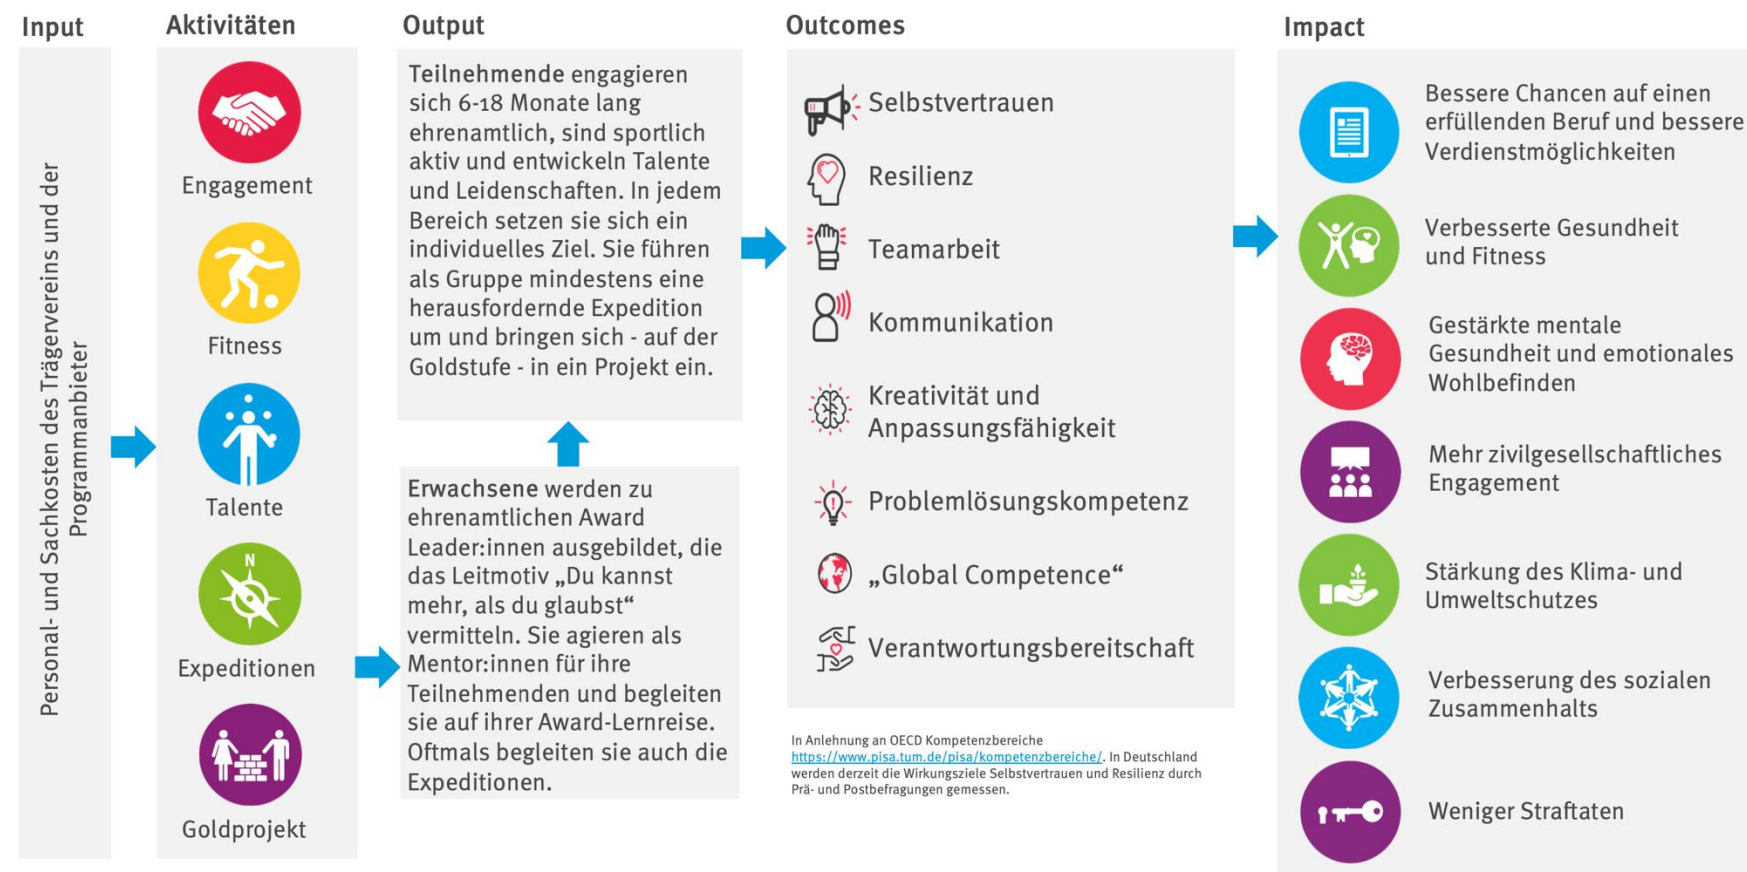 Input
Personal- und Sachkosten des Trägervereins und der
Programmanbieter
Aktivitäten
Engagement
Fitness
Talente
N
Expeditionen
Goldprojekt
Output
Teilnehmende engagieren
sich 6-18 Monate lang
ehrenamtlich, sind sportlich
aktiv und entwickeln Talente
und Leidenschaften. In jedem
Bereich setzen sie sich ein
individuelles Ziel. Sie führen
als Gruppe mindestens eine
herausfordernde Expedition
um und bringen sich - auf der
Goldstufe - in ein Projekt ein.
Erwachsene werden zu
ehrenamtlichen Award
Leader:innen ausgebildet, die
das Leitmotiv „Du kannst
mehr, als du glaubst“
vermitteln. Sie agieren als
Mentor:innen für ihre
Teilnehmenden und begleiten
sie auf ihrer Award-Lernreise.
Oftmals begleiten sie auch die
Expeditionen.
Outcomes
Selbstvertrauen
Resilienz
Teamarbeit
Kommunikation
Kreativität und
Anpassungsfähigkeit
Problemlösungskompetenz
„Global Competence“
Verantwortungsbereitschaft
In Anlehnung an OECD Kompetenzbereiche
https://www.pisa.tum.de/pisa/kompetenzbereiche/. In Deutschland
werden derzeit die Wirkungsziele Selbstvertrauen und Resilienz durch
Prä- und Postbefragungen gemessen.
Impact
Bessere Chancen auf einen
erfüllenden Beruf und bessere
Verdienstmöglichkeiten
Verbesserte Gesundheit
und Fitness
Gestärkte mentale
Gesundheit und emotionales
Wohlbefinden
Mehr zivilgesellschaftliches
Engagement
Stärkung des Klima- und
Umweltschutzes
Verbesserung des sozialen
Zusammenhalts
Weniger Straftaten